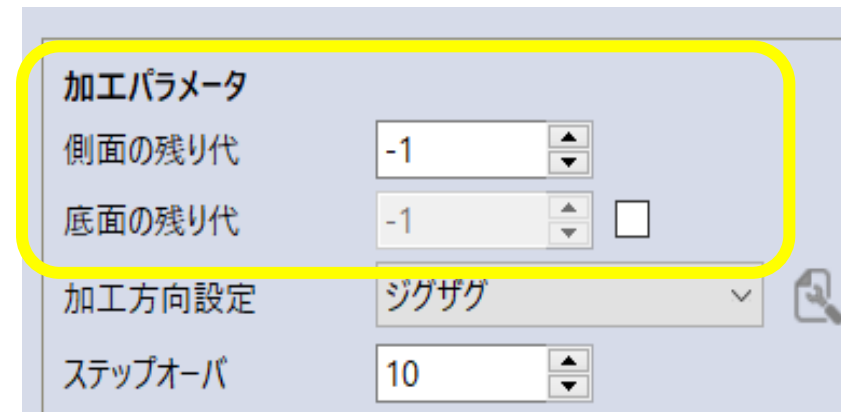 加工パラメータ
側面の残り代 -1
底面の残り代 -1
加工方向設定 ジグザグ
ステップオーバ 10